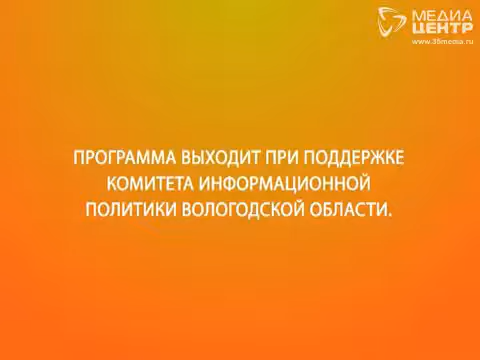 МЕДИА
ЦЕНТР
www.35media.ru
ПРОГРАММА ВЫХОДИТ ПРИ ПОДДЕРЖКЕ
КОМИТЕТА ИНФОРМАЦИОННОЙ
ПОЛИТИКИ ВОЛОГОДСКОЙ ОБЛАСТИ.